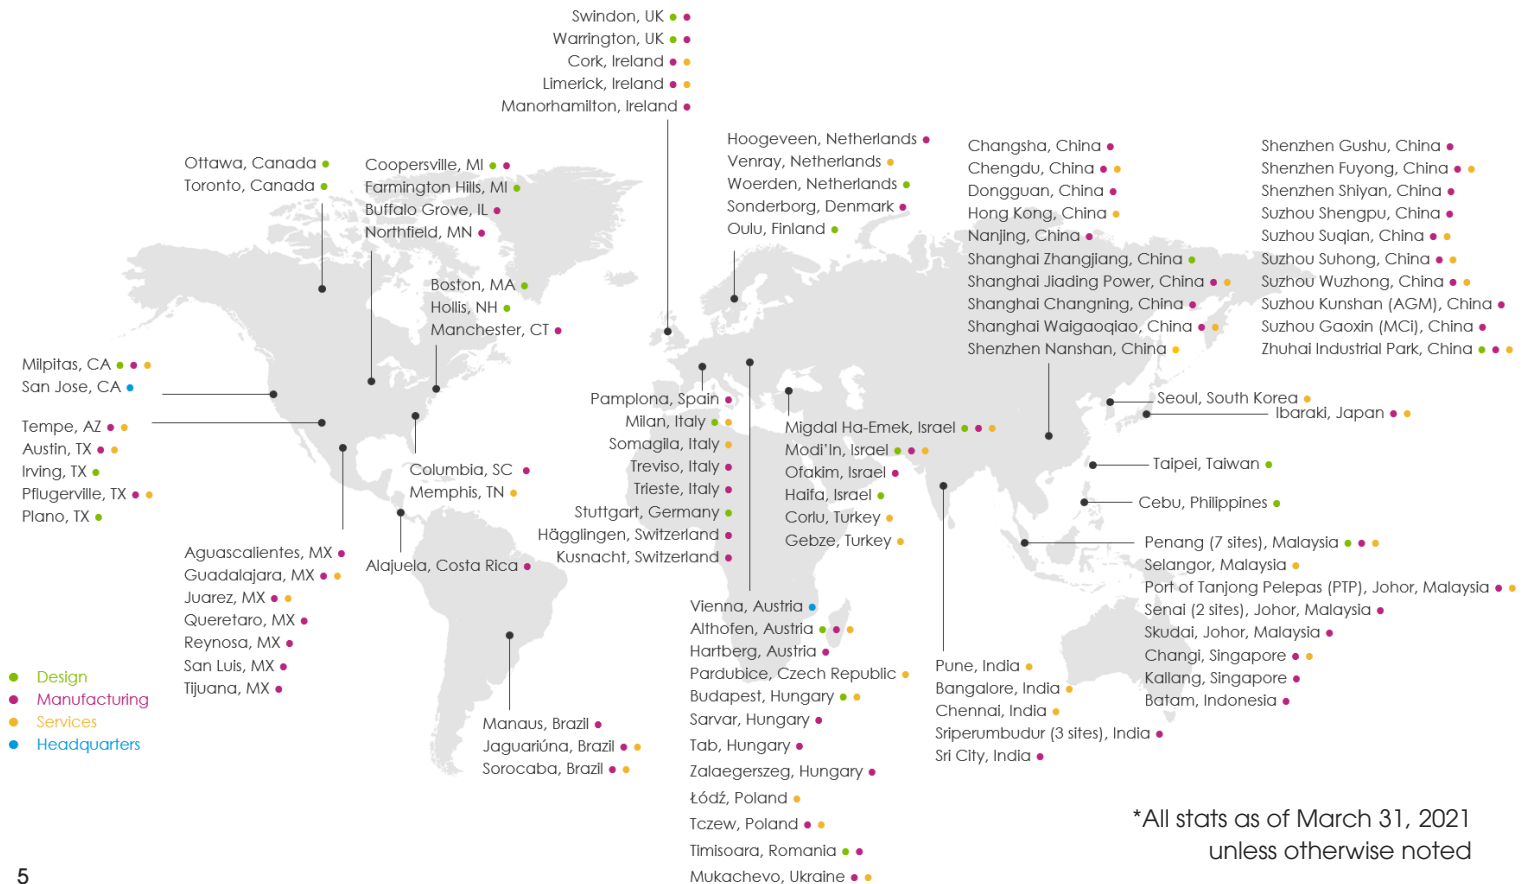 Swindon, UK
Warrington, UK
Cork, Ireland
Limerick, Ireland
Manorhamilton, Ireland
Ottawa, Canada
Toronto, Canada
Coopersville, MI
Farmington Hills, MI
Buffalo Grove, IL
Northfield, MN
Boston, MA
Hollis, NH
Manchester, CT
Hoogeveen, Netherlands
Venray, Netherlands
Woerden, Netherlands
Sonderborg, Denmark
Oulu, Finland
Changsha, China
Chengdu, China
Dongguan, China
Hong Kong, China
Nanjing, China
Shanghai Zhangjiang, China
Shanghai Jiading Power, China
Shanghai Changning, China
Shanghai Waigaoqiao, China
Shenzhen Nanshan, China
Shenzhen Gushu, China
Shenzhen Fuyong, China
Shenzhen Shiyan, China
Suzhou Shengpu, China
Suzhou Suqian, China
Suzhou Suhong, China
Suzhou Wuzhong, China
Suzhou Kunshan (AGM), China
Suzhou Gaoxin (MCi), China
Zhuhai Industrial Park, China
Milpitas, CA
San Jose, CA
Tempe, AZ
Austin, TX
Irving, TX
Pflugerville, TX
Plano, TX
Columbia, SC
Memphis, TN
Pamplona, Spain
Milan, Italy
Somagila, Italy
Treviso, Italy
Trieste, Italy
Stuttgart, Germany
Hägglingen, Switzerland
Kusnacht, Switzerland
Migdal Ha-Emek, Israel
Modi'In, Israel
Ofakim, Israel
Haifa, Israel
Corlu, Turkey
Gebze, Turkey
Seoul, South Korea
Ibaraki, Japan
Taipei, Taiwan
Cebu, Philippines
Aguascalientes, MX
Guadalajara, MX
Juarez, MX
Queretaro, MX
Reynosa, MX
San Luis, MX
Tijuana, MX
Alajuela, Costa Rica
Penang (7 sites), Malaysia
Selangor, Malaysia
Port of Tanjong Pelepas (PTP), Johor, Malaysia
Senai (2 sites), Johor, Malaysia
Skudai, Johor, Malaysia
Changi, Singapore
Kallang, Singapore
Batam, Indonesia
Vienna, Austria
Althofen, Austria
Hartberg, Austria
Pardubice, Czech Republic
Budapest, Hungary
Sarvar, Hungary
Tab, Hungary
Zalaegerszeg, Hungary
Łódź, Poland
Tczew, Poland
Timisoara, Romania
Mukachevo, Ukraine
Pune, India
Bangalore, India
Chennai, India
Sriperumbudur (3 sites), India
Sri City, India
Manaus, Brazil
Jaguariúna, Brazil
Sorocaba, Brazil
Design
Manufacturing
Services
Headquarters
*All stats as of March 31, 2021
unless otherwise noted
5